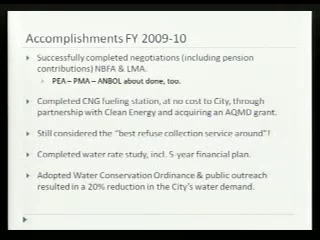 Accomplishments FY 2009-10
Successfully completed negotiations (including pension
contributions) NBFA & LMA.
PEA – PMA – ANBOL about done, too.
Completed CNG fueling station, at no cost to City, through
partnership with Clean Energy and acquiring an AQMD grant.
Still considered the "best refuse collection service around"!
Completed water rate study, incl. 5-year financial plan.
Adopted Water Conservation Ordinance & public outreach
resulted in a 20% reduction in the City's water demand.